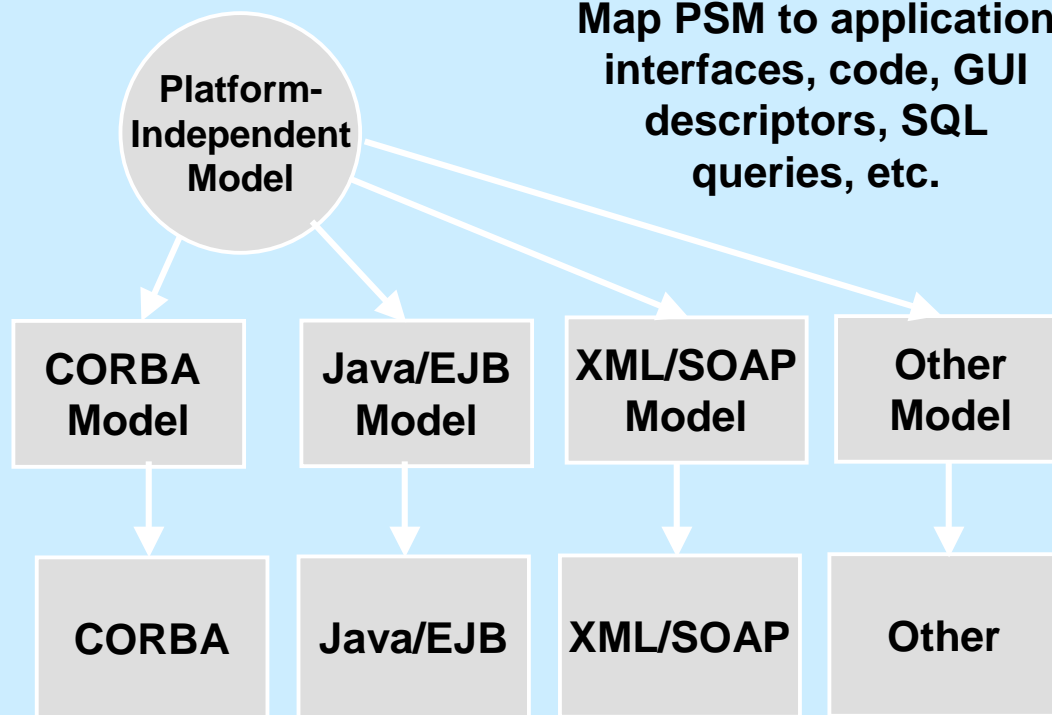 Map PSM to application
interfaces, code, GUI
descriptors, SQL
queries, etc.
Platform-
Independent
Model
CORBA
Model
Java/EJB
Model
XML/SOAP
Model
Other
Model
CORBA
Java/EJB
XML/SOAP
Other